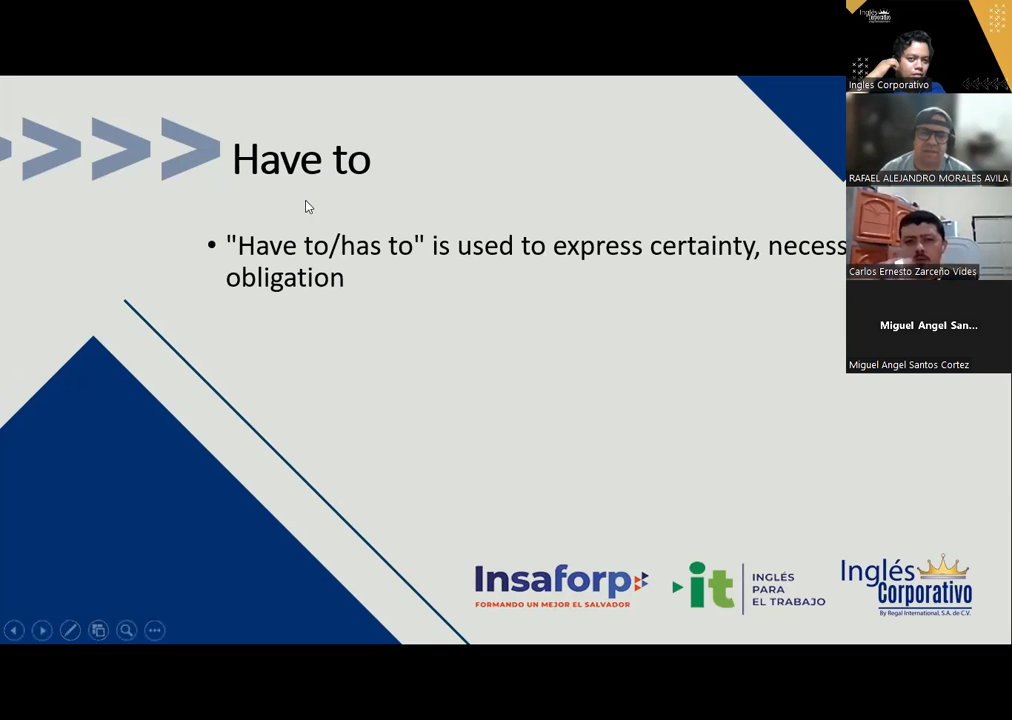 Inglés
Corporativo
Ingles Corporativo
RAFAEL ALEJANDRO MORALES AVILA
Carlos Ernesto Zarceño Vides
Miguel Angel San...
Miguel Angel Santos Cortez
Have to
• "Have to/has to" is used to express certainty, necess
obligation
Insaforp
FORMANDO UN MEJOR EL SALVADOR
it
INGLÉS
PARA
EL TRABAJO
Inglés
Corporativo
By Regal International, S.A. de C.V.